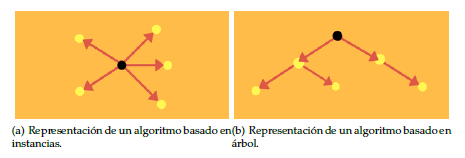 (a) Representación de un algoritmo basado en
instancias.
(b) Representación de un algoritmo basado en
árbol.